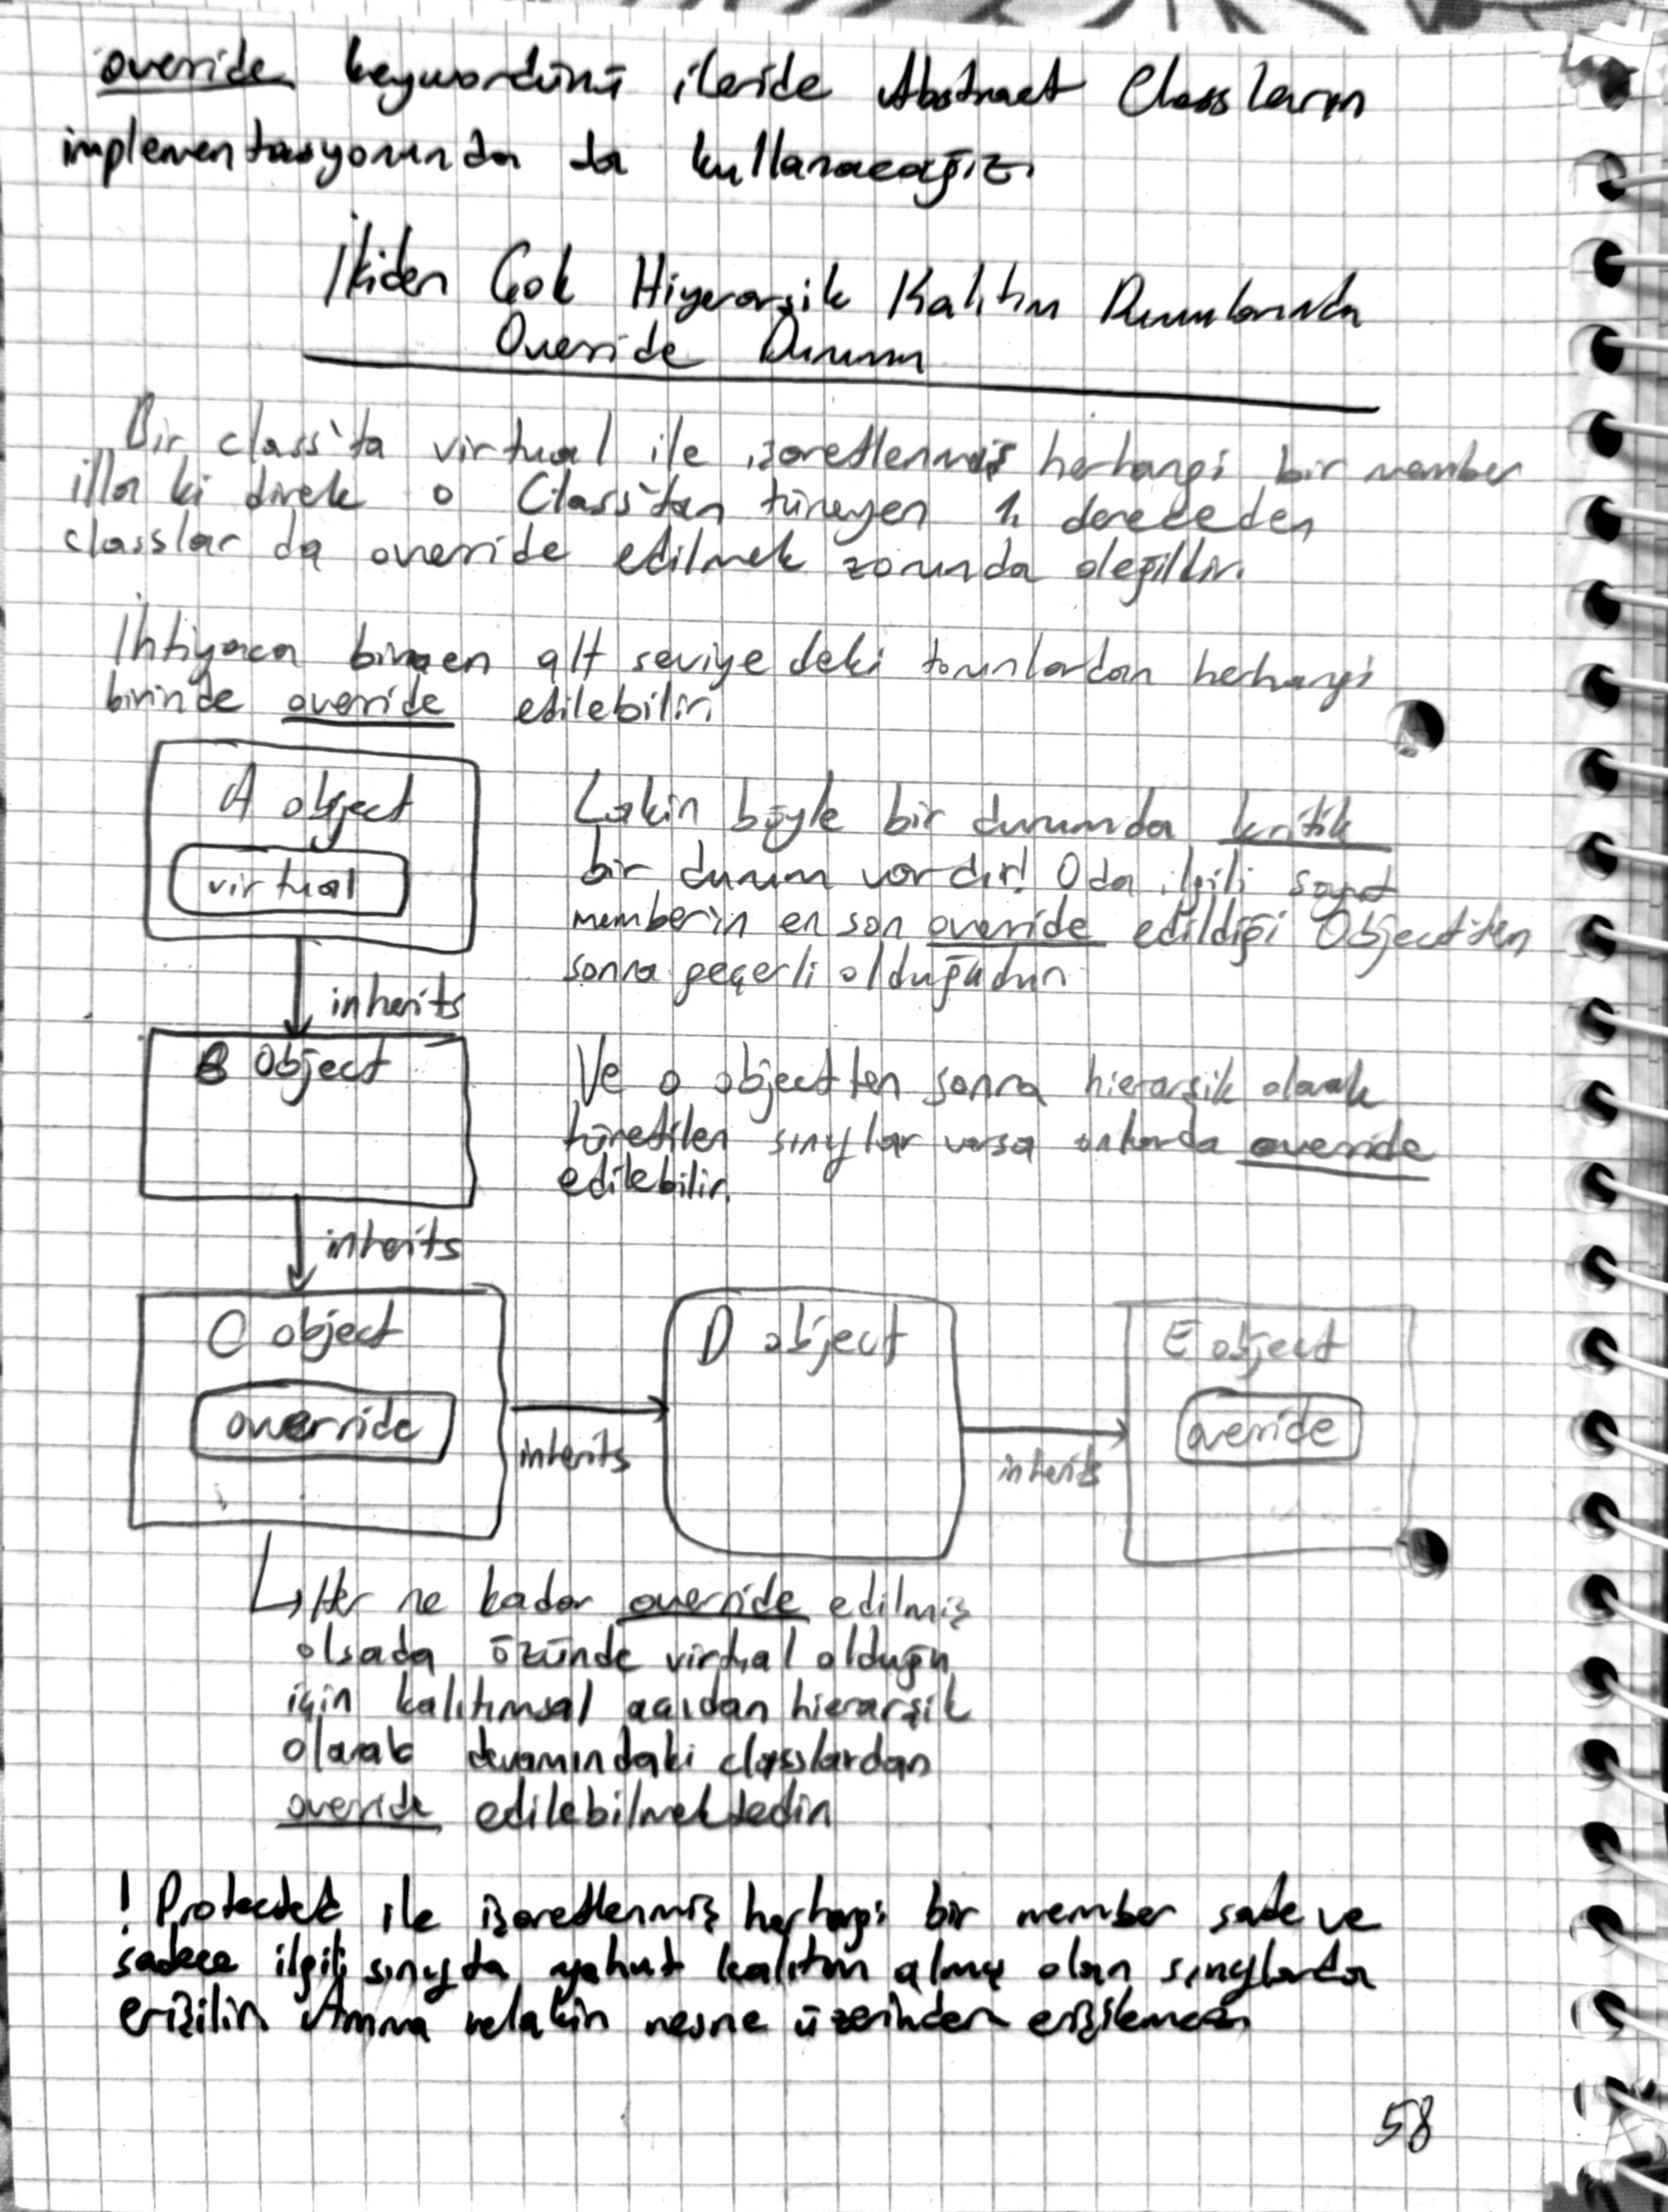 override keywordünü ileride Abstract Classların
implementasyonunda da kullanacağız.
İkiden Çok Hiyerarşik Kalıtım Durumlarında
Override Durumu
Bir class'ta virtual ile işaretlenmiş herhangi bir member
illa ki direk o Class'tan türeyen 1. dereceden
classlar da override edilmek zorunda değildir.
İhtiyaca binaen alt seviyedeki torunlardan herhangi
birinde override edilebilir.
A object
virtual
Lakin böyle bir durumda kritik
bir durum vardır! O da ilgili
member'in en son override edildiği Object'ten
sonra geçerli olduğudur.
inherits
B Object
Ve o objectten sonra hierarşik olarak
türetilen sınıflar varsa onlarda override
edilebilir.
inherits
C object
override
inherits
D object
inherits
E object
override
↳ Her ne kadar override edilmiş
olsada özünde virtual olduğu
için kalıtımsal açıdan hierarşik
olarak devamındaki classlardan
override edilebilmektedir.
! Protected ile işaretlenmiş herhangi bir member sade ve
sadece ilgili sınıfta yahut kalıtım almış olan sınıflarda
erişilir. Amma velakin nesne üzerinden erişilemez.
58